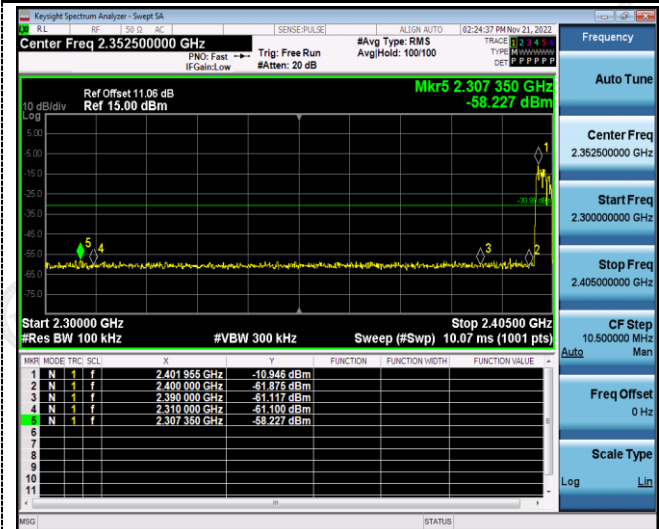 Keysight Spectrum Analyzer - Swept SA
RL RF 50 Ω AC SENSE:PULSE ALIGN AUTO 02:24:37 PM Nov 21, 2022
Center Freq 2.352500000 GHz
PNO: Fast
IFGain:Low
Trig: Free Run
#Atten: 20 dB
#Avg Type: RMS
Avg|Hold: 100/100
TRACE 1 2 3 4 5 6
TYPE M W W W W W
DET P P P P P P
Ref Offset 11.06 dB
10 dB/div Ref 15.00 dBm
Log
Mkr5 2.307 350 GHz
-58.227 dBm
5.00
-5.00
-15.0
-25.0
-35.0
-45.0
-55.0
-65.0
-75.0
1
-30.99 dBm
5
4
3
2
Start 2.30000 GHz Stop 2.40500 GHz
#Res BW 100 kHz #VBW 300 kHz Sweep (#Swp) 10.07 ms (1001 pts)
MKR MODE TRC SCL X Y FUNCTION FUNCTION WIDTH FUNCTION VALUE
1 N 1 f 2.401 955 GHz -10.946 dBm
2 N 1 f 2.400 000 GHz -61.875 dBm
3 N 1 f 2.390 000 GHz -61.117 dBm
4 N 1 f 2.310 000 GHz -61.100 dBm
5 N 1 f 2.307 350 GHz -58.227 dBm
6
7
8
9
10
11
MSG STATUS
Frequency
Auto Tune
Center Freq
2.352500000 GHz
Start Freq
2.300000000 GHz
Stop Freq
2.405000000 GHz
CF Step
10.500000 MHz
Auto Man
Freq Offset
0 Hz
Scale Type
Log Lin